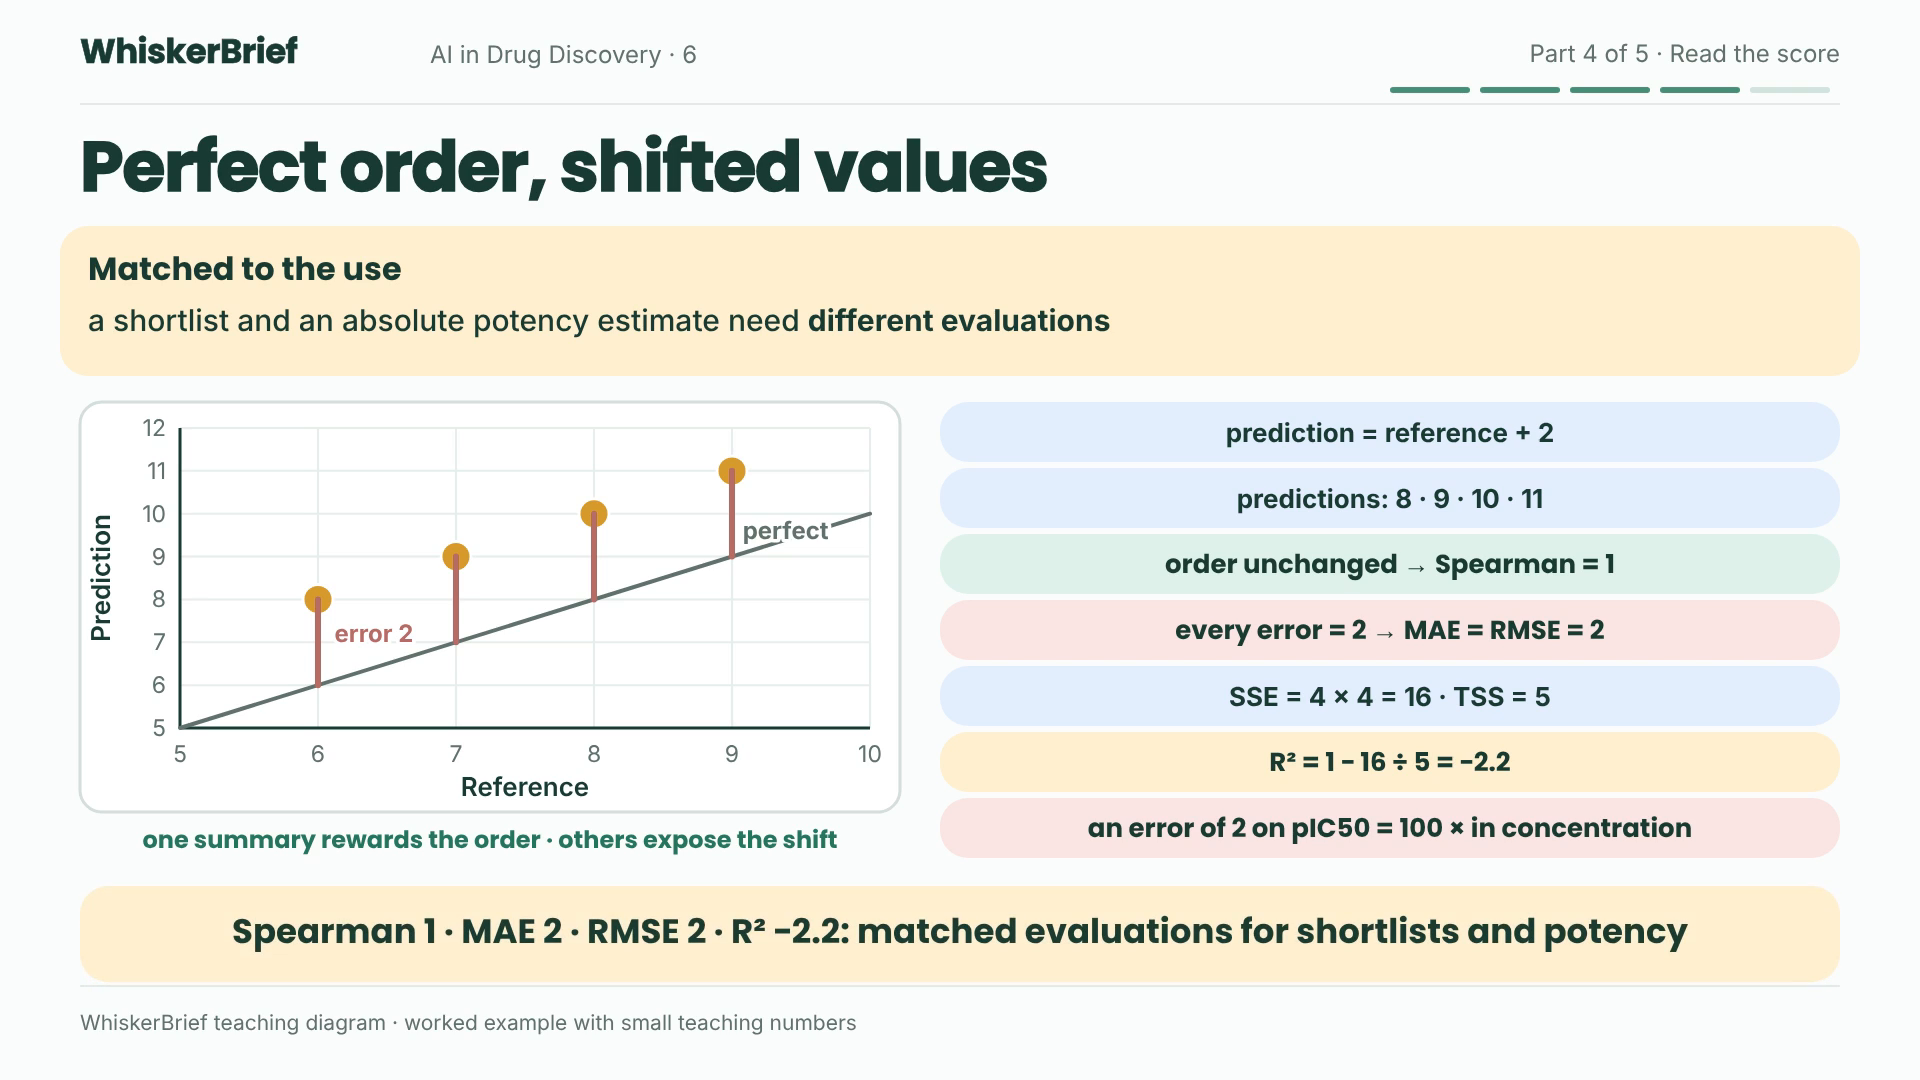 WhiskerBrief
AI in Drug Discovery · 6
Part 4 of 5 · Read the score
Perfect order, shifted values
Matched to the use
a shortlist and an absolute potency estimate need different evaluations
12
11
10
9
8
7
6
5
Prediction
error 2
perfect
5
6
7
8
9
10
Reference
one summary rewards the order · others expose the shift
prediction = reference + 2
predictions: 8 · 9 · 10 · 11
order unchanged → Spearman = 1
every error = 2 → MAE = RMSE = 2
SSE = 4 × 4 = 16 · TSS = 5
R² = 1 − 16 ÷ 5 = −2.2
an error of 2 on pIC50 = 100 × in concentration
Spearman 1 · MAE 2 · RMSE 2 · R² −2.2: matched evaluations for shortlists and potency
WhiskerBrief teaching diagram · worked example with small teaching numbers